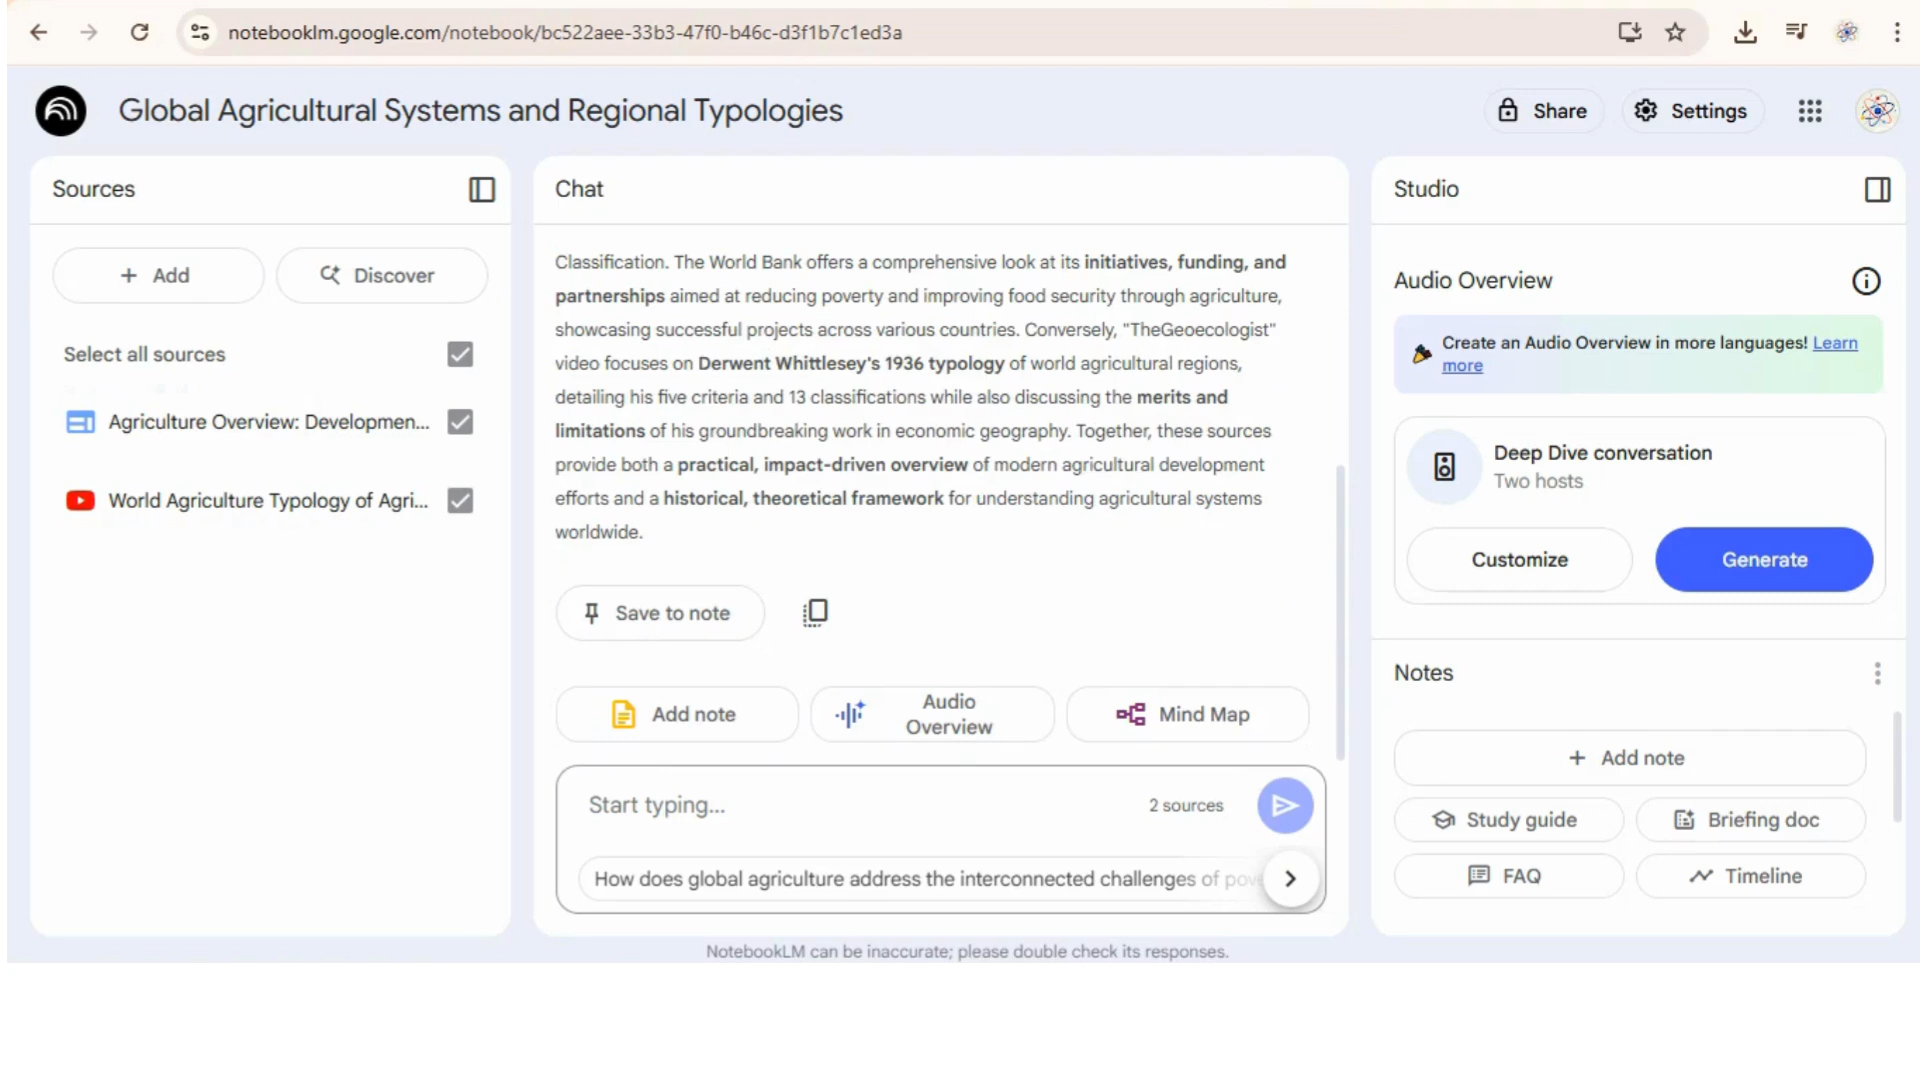 notebooklm.google.com/notebook/bc522aee-33b3-47f0-b46c-d3f1b7c1ed3a
Global Agricultural Systems and Regional Typologies
Share
Settings
Sources
Add
Discover
Select all sources
Agriculture Overview: Developmen...
World Agriculture Typology of Agri...
Chat
Classification. The World Bank offers a comprehensive look at its initiatives, funding, and
partnerships aimed at reducing poverty and improving food security through agriculture,
showcasing successful projects across various countries. Conversely, "TheGeoecologist"
video focuses on Derwent Whittlesey's 1936 typology of world agricultural regions,
detailing his five criteria and 13 classifications while also discussing the merits and
limitations of his groundbreaking work in economic geography. Together, these sources
provide both a practical, impact-driven overview of modern agricultural development
efforts and a historical, theoretical framework for understanding agricultural systems
worldwide.
Save to note
Add note
Audio
Overview
Mind Map
Start typing...
2 sources
How does global agriculture address the interconnected challenges of
NotebookLM can be inaccurate; please double check its responses.
Studio
Audio Overview
Create an Audio Overview in more languages! Learn
more
Deep Dive conversation
Two hosts
Customize
Generate
Notes
Add note
Study guide
Briefing doc
FAQ
Timeline